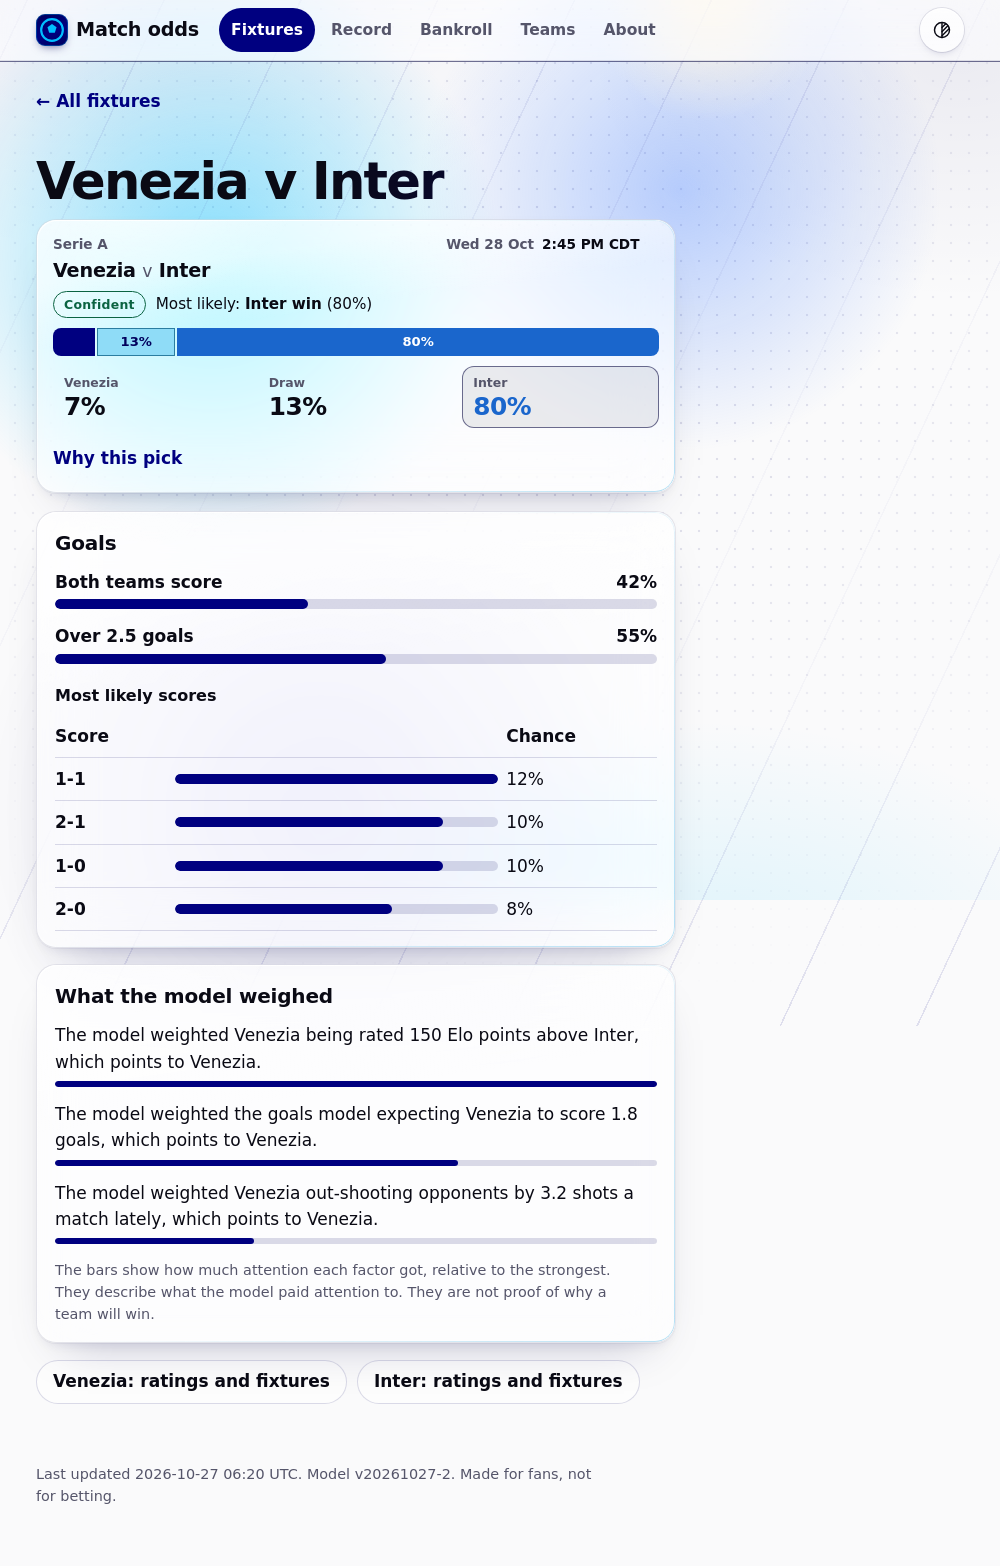 Match odds
Fixtures
Record
Bankroll
Teams
About
← All fixtures
Venezia v Inter
Serie A
Wed 28 Oct 2:45 PM CDT
Venezia v Inter
Confident
Most likely: Inter win (80%)
13%
80%
Venezia
7%
Draw
13%
Inter
80%
Why this pick
Goals
Both teams score 42%
Over 2.5 goals 55%
Most likely scores
Score Chance
1-1 12%
2-1 10%
1-0 10%
2-0 8%
What the model weighed
The model weighted Venezia being rated 150 Elo points above Inter,
which points to Venezia.
The model weighted the goals model expecting Venezia to score 1.8
goals, which points to Venezia.
The model weighted Venezia out-shooting opponents by 3.2 shots a
match lately, which points to Venezia.
The bars show how much attention each factor got, relative to the strongest.
They describe what the model paid attention to. They are not proof of why a
team will win.
Venezia: ratings and fixtures
Inter: ratings and fixtures
Last updated 2026-10-27 06:20 UTC. Model v20261027-2. Made for fans, not
for betting.